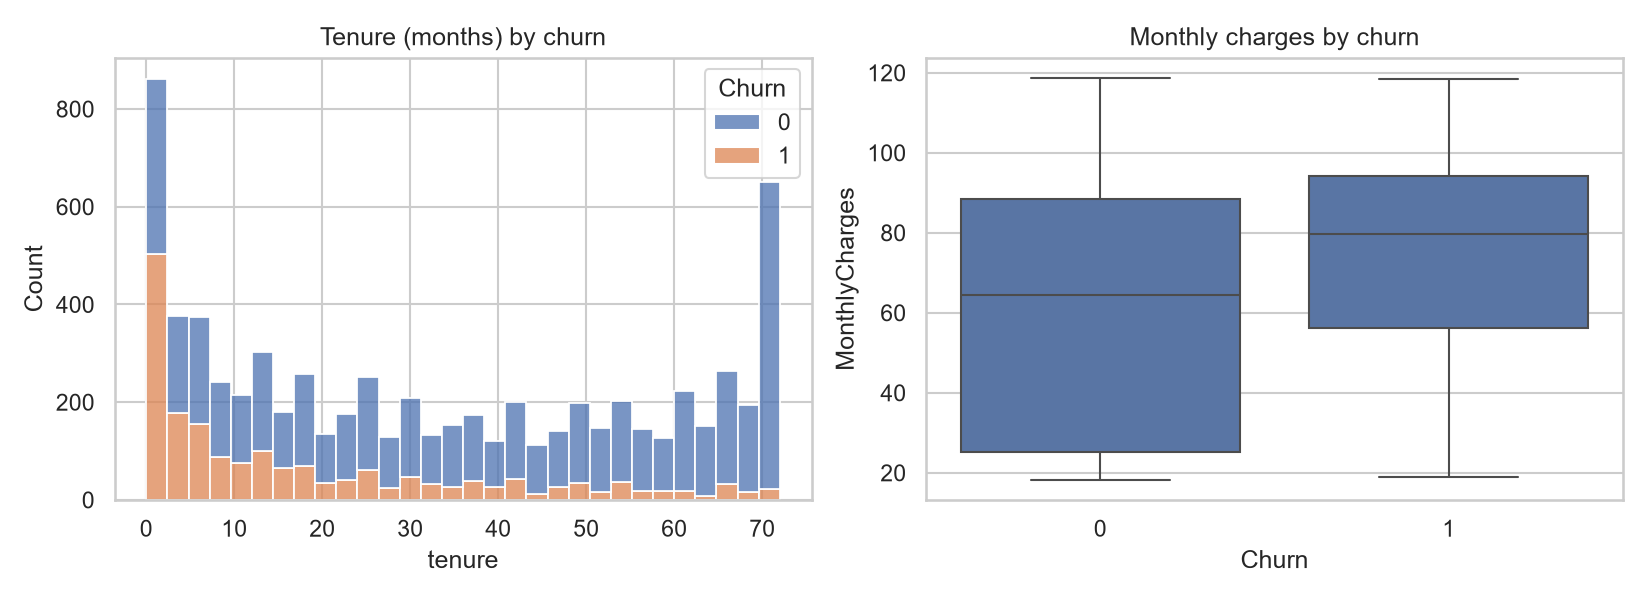 Tenure (months) by churn
Churn
0
1
800
600
400
200
0
Count
0 10 20 30 40 50 60 70
tenure
Monthly charges by churn
120
100
80
60
40
20
MonthlyCharges
0 1
Churn